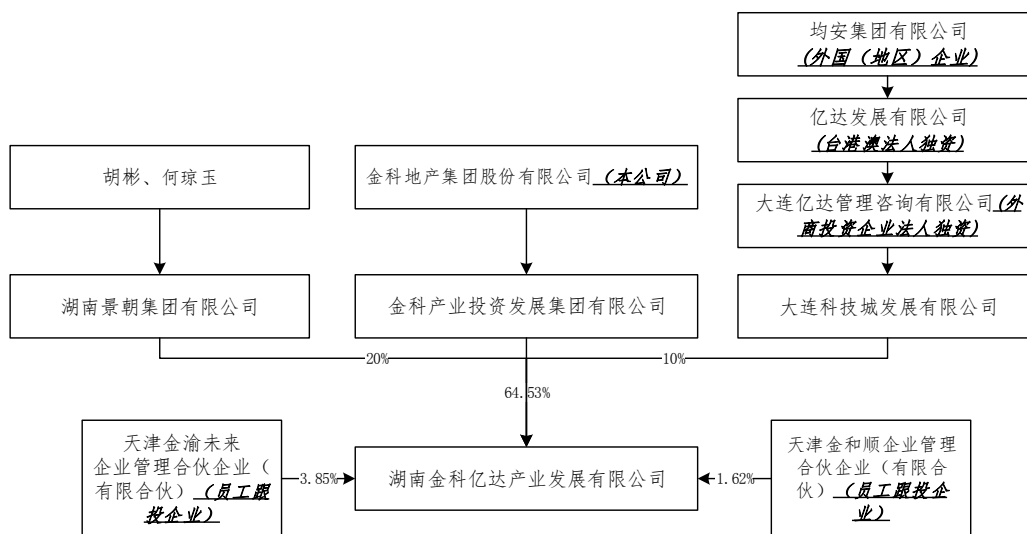 均安集团有限公司
(外国（地区）企业)
亿达发展有限公司
(台港澳法人独资)
胡彬、何琼玉
金科地产集团股份有限公司（本公司）
大连亿达管理咨询有限公司(外
商投资企业法人独资)
湖南景朝集团有限公司
金科产业投资发展集团有限公司
大连科技城发展有限公司
20%
10%
64.53%
天津金渝未来
企业管理合伙企业（
有限合伙）（员工跟
投企业）
3.85%
湖南金科亿达产业发展有限公司
1.62%
天津金和顺企业管理
合伙企业（有限合
伙）（员工跟投企
业）